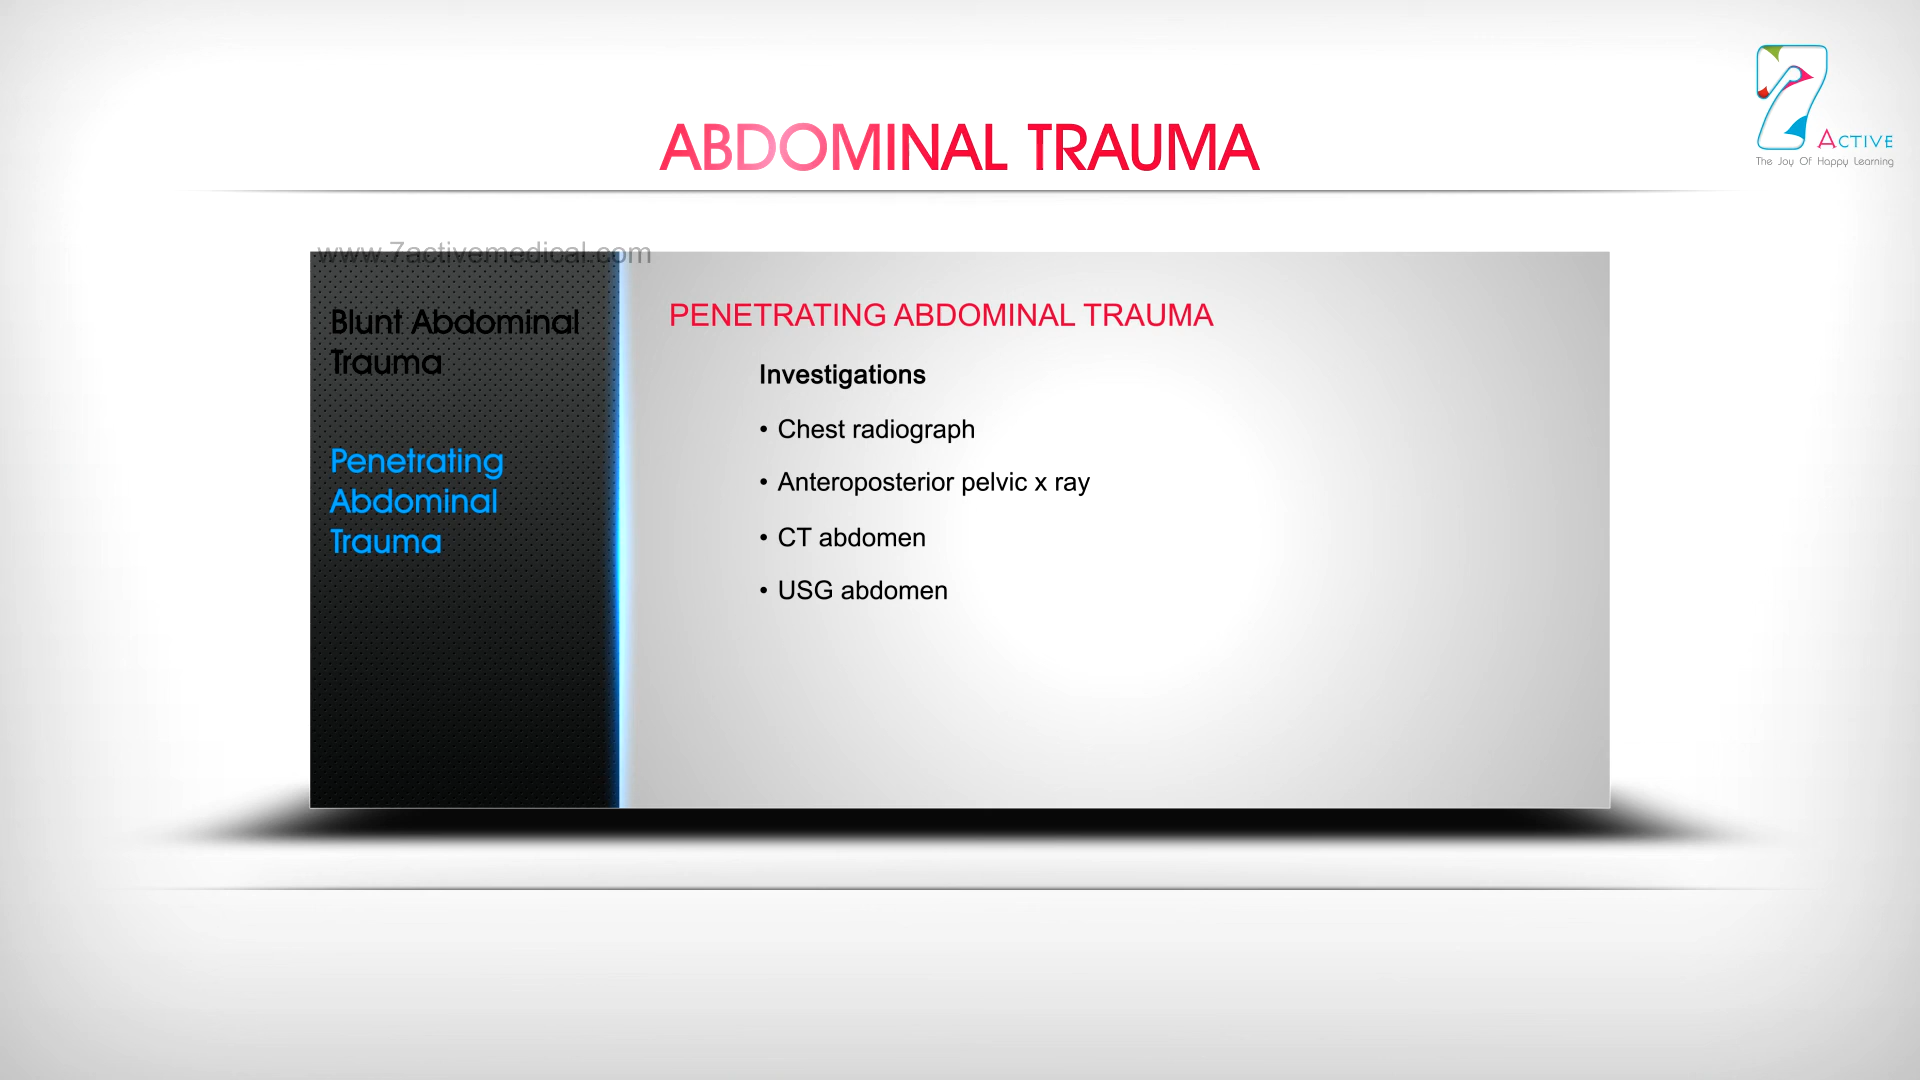 ABDOMINAL TRAUMA
7 ACTIVE
The Joy Of Happy Learning
www.7activemedical.com
Blunt Abdominal
Trauma
Penetrating
Abdominal
Trauma
PENETRATING ABDOMINAL TRAUMA
Investigations
• Chest radiograph
• Anteroposterior pelvic x ray
• CT abdomen
• USG abdomen